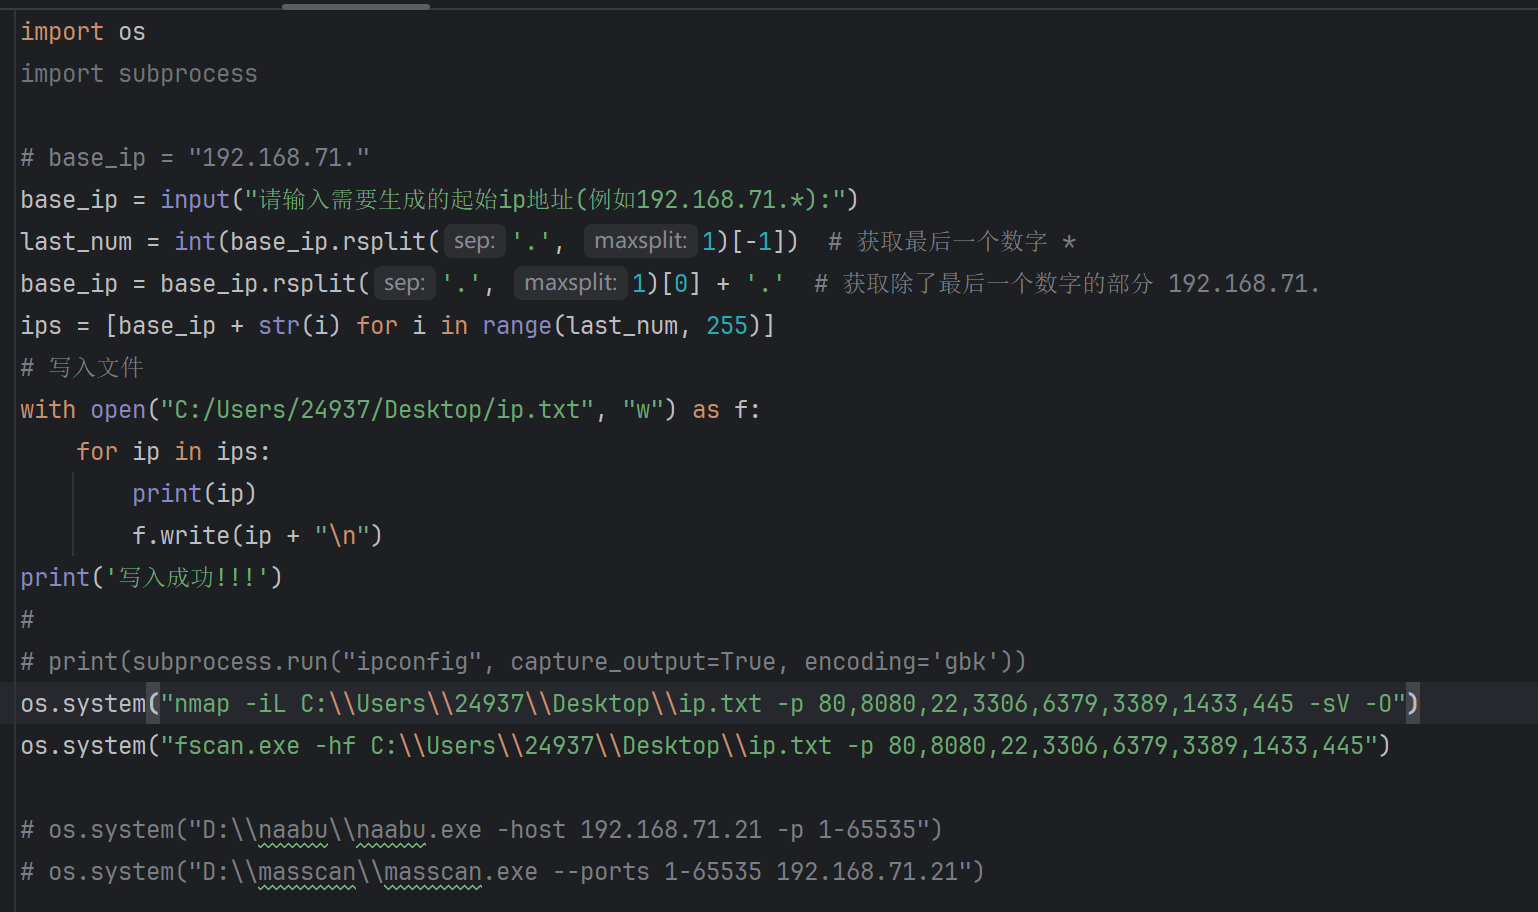 import os
import subprocess
# base_ip = "192.168.71."
base_ip = input("请输入需要生成的起始ip地址(例如192.168.71.*):")
last_num = int(base_ip.rsplit( sep: '.', maxsplit: 1)[-1])  # 获取最后一个数字 *
base_ip = base_ip.rsplit( sep: '.', maxsplit: 1)[0] + '.'  # 获取除了最后一个数字的部分 192.168.71.
ips = [base_ip + str(i) for i in range(last_num, 255)]
# 写入文件
with open("C:/Users/24937/Desktop/ip.txt", "w") as f:
    for ip in ips:
        print(ip)
        f.write(ip + "\n")
print('写入成功!!!')
#
# print(subprocess.run("ipconfig", capture_output=True, encoding='gbk'))
os.system("nmap -iL C:\\Users\\24937\\Desktop\\ip.txt -p 80,8080,22,3306,6379,3389,1433,445 -sV -O")
os.system("fscan.exe -hf C:\\Users\\24937\\Desktop\\ip.txt -p 80,8080,22,3306,6379,3389,1433,445")
# os.system("D:\\naabu\\naabu.exe -host 192.168.71.21 -p 1-65535")
# os.system("D:\\masscan\\masscan.exe --ports 1-65535 192.168.71.21")